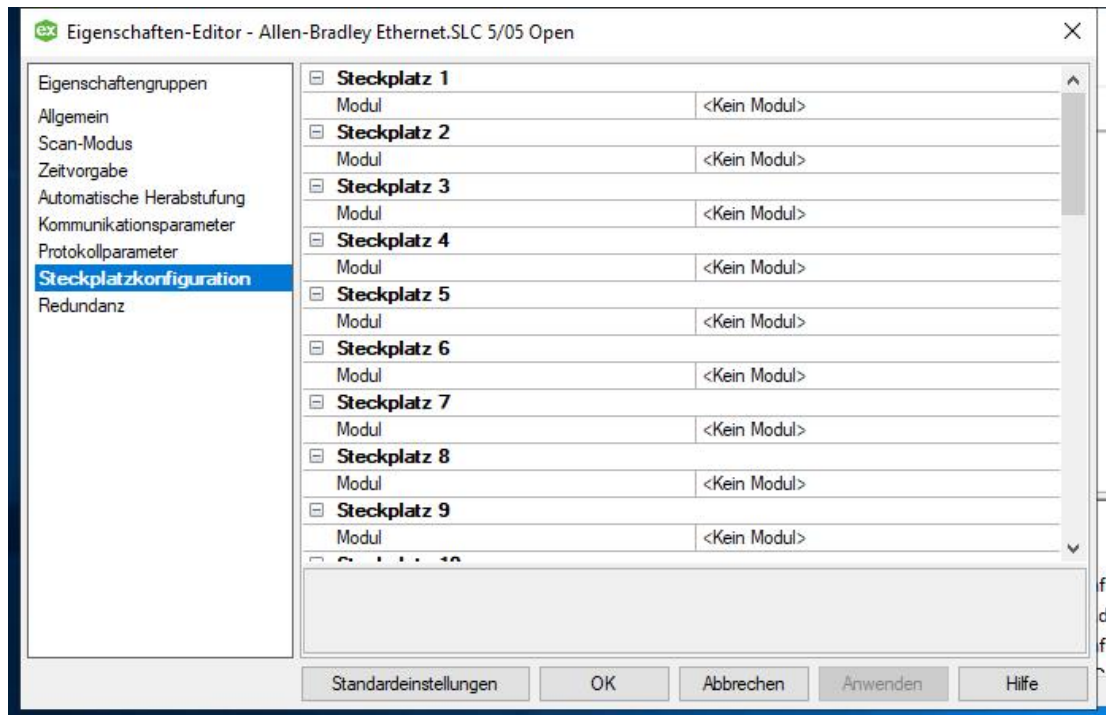 ex Eigenschaften-Editor - Allen-Bradley Ethernet.SLC 5/05 Open
Eigenschaftengruppen
Allgemein
Scan-Modus
Zeitvorgabe
Automatische Herabstufung
Kommunikationsparameter
Protokollparameter
Steckplatzkonfiguration
Redundanz
Steckplatz 1
Modul <Kein Modul>
Steckplatz 2
Modul <Kein Modul>
Steckplatz 3
Modul <Kein Modul>
Steckplatz 4
Modul <Kein Modul>
Steckplatz 5
Modul <Kein Modul>
Steckplatz 6
Modul <Kein Modul>
Steckplatz 7
Modul <Kein Modul>
Steckplatz 8
Modul <Kein Modul>
Steckplatz 9
Modul <Kein Modul>
Standardeinstellungen OK Abbrechen Anwenden Hilfe